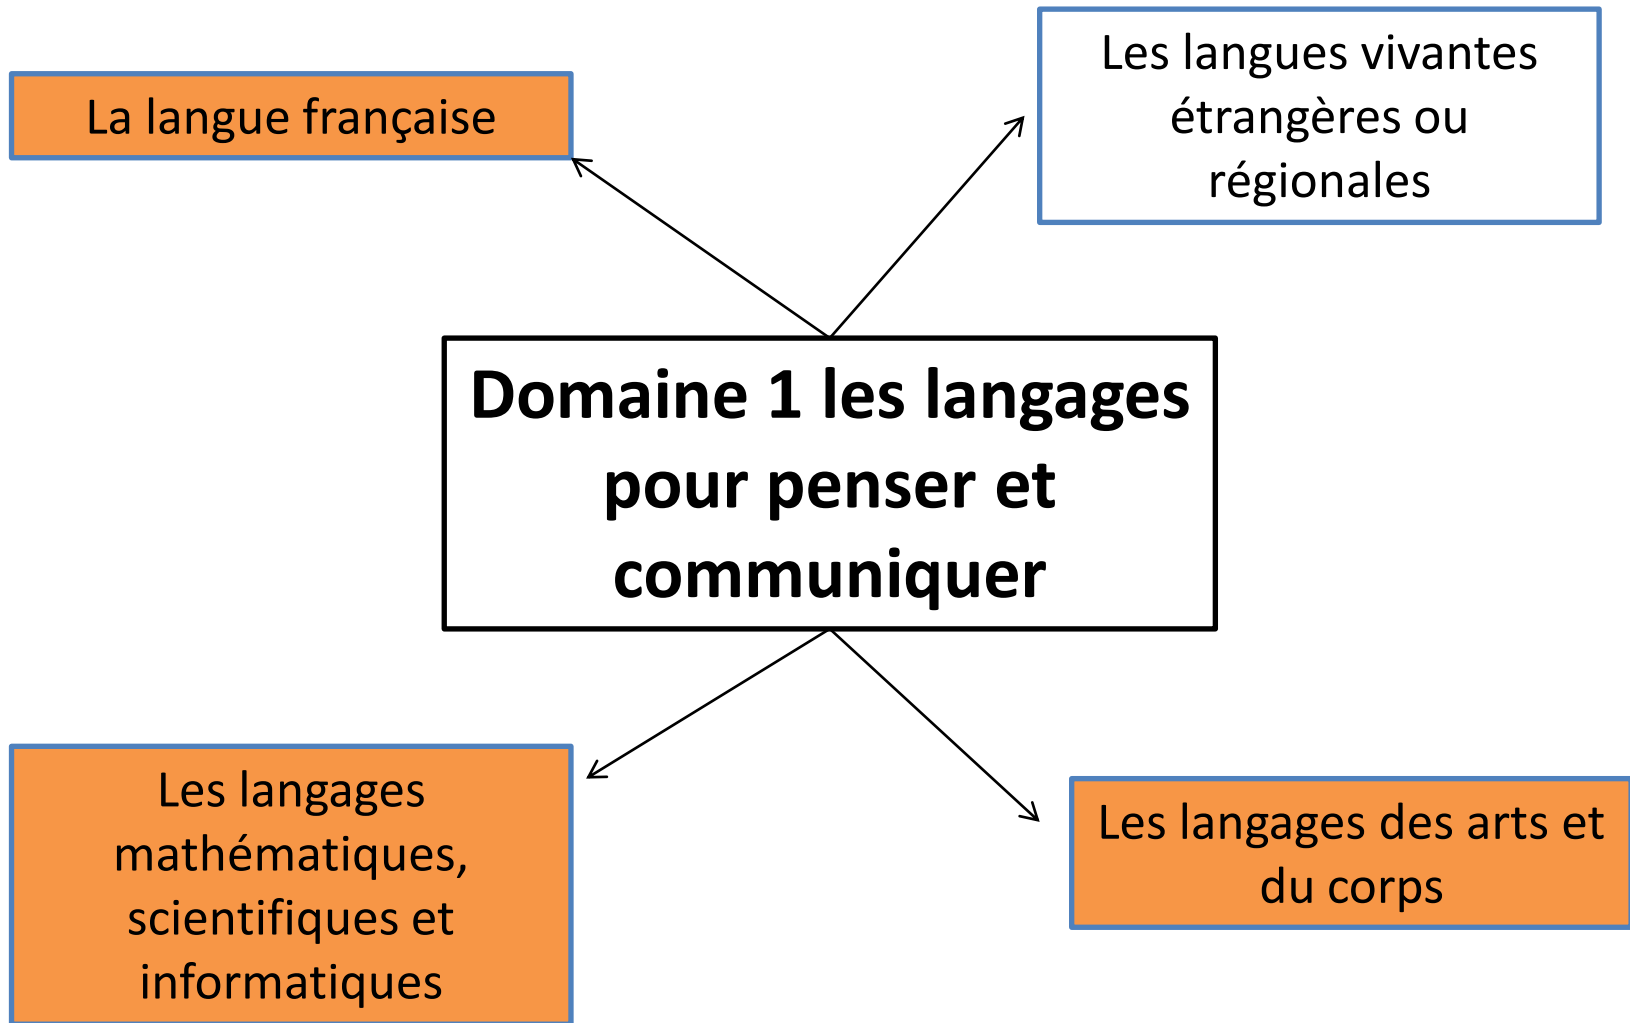 La langue française
Les langues vivantes
étrangères ou
régionales
Domaine 1 les langages
pour penser et
communiquer
Les langages
mathématiques,
scientifiques et
informatiques
Les langages des arts et
du corps